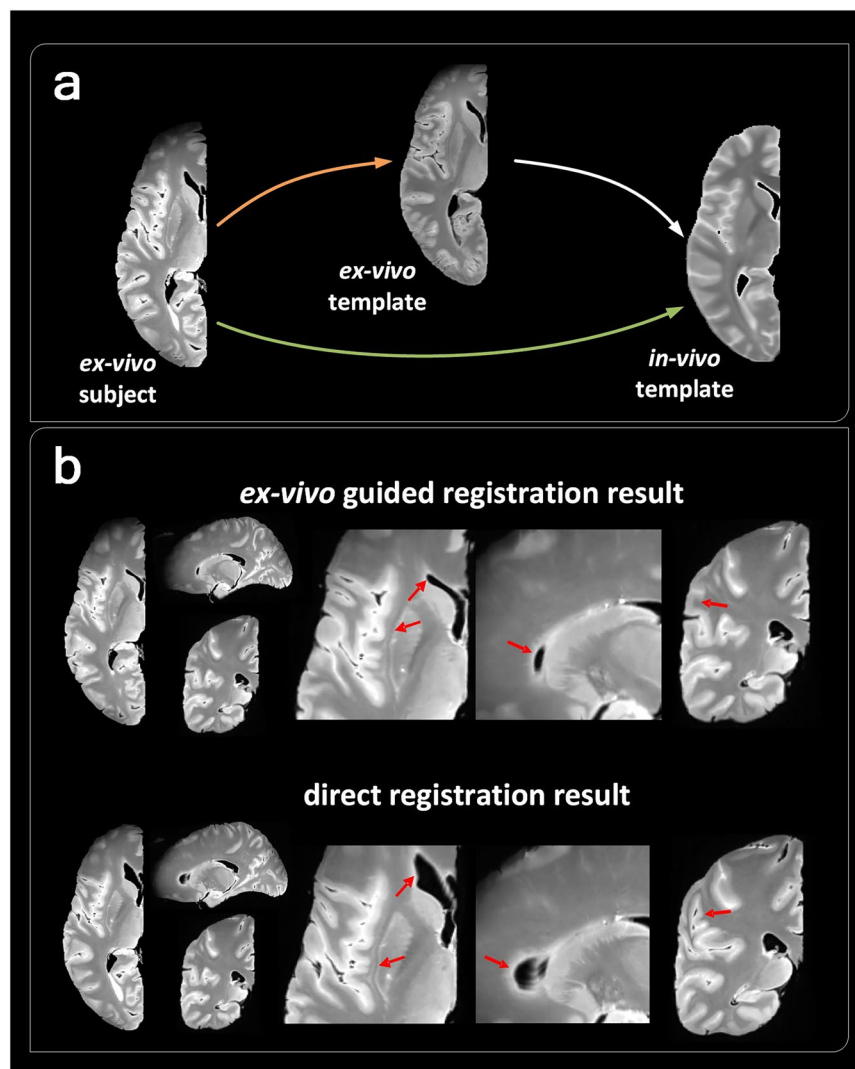 a
ex-vivo
template
ex-vivo
subject
in-vivo
template
b
ex-vivo guided registration result
direct registration result